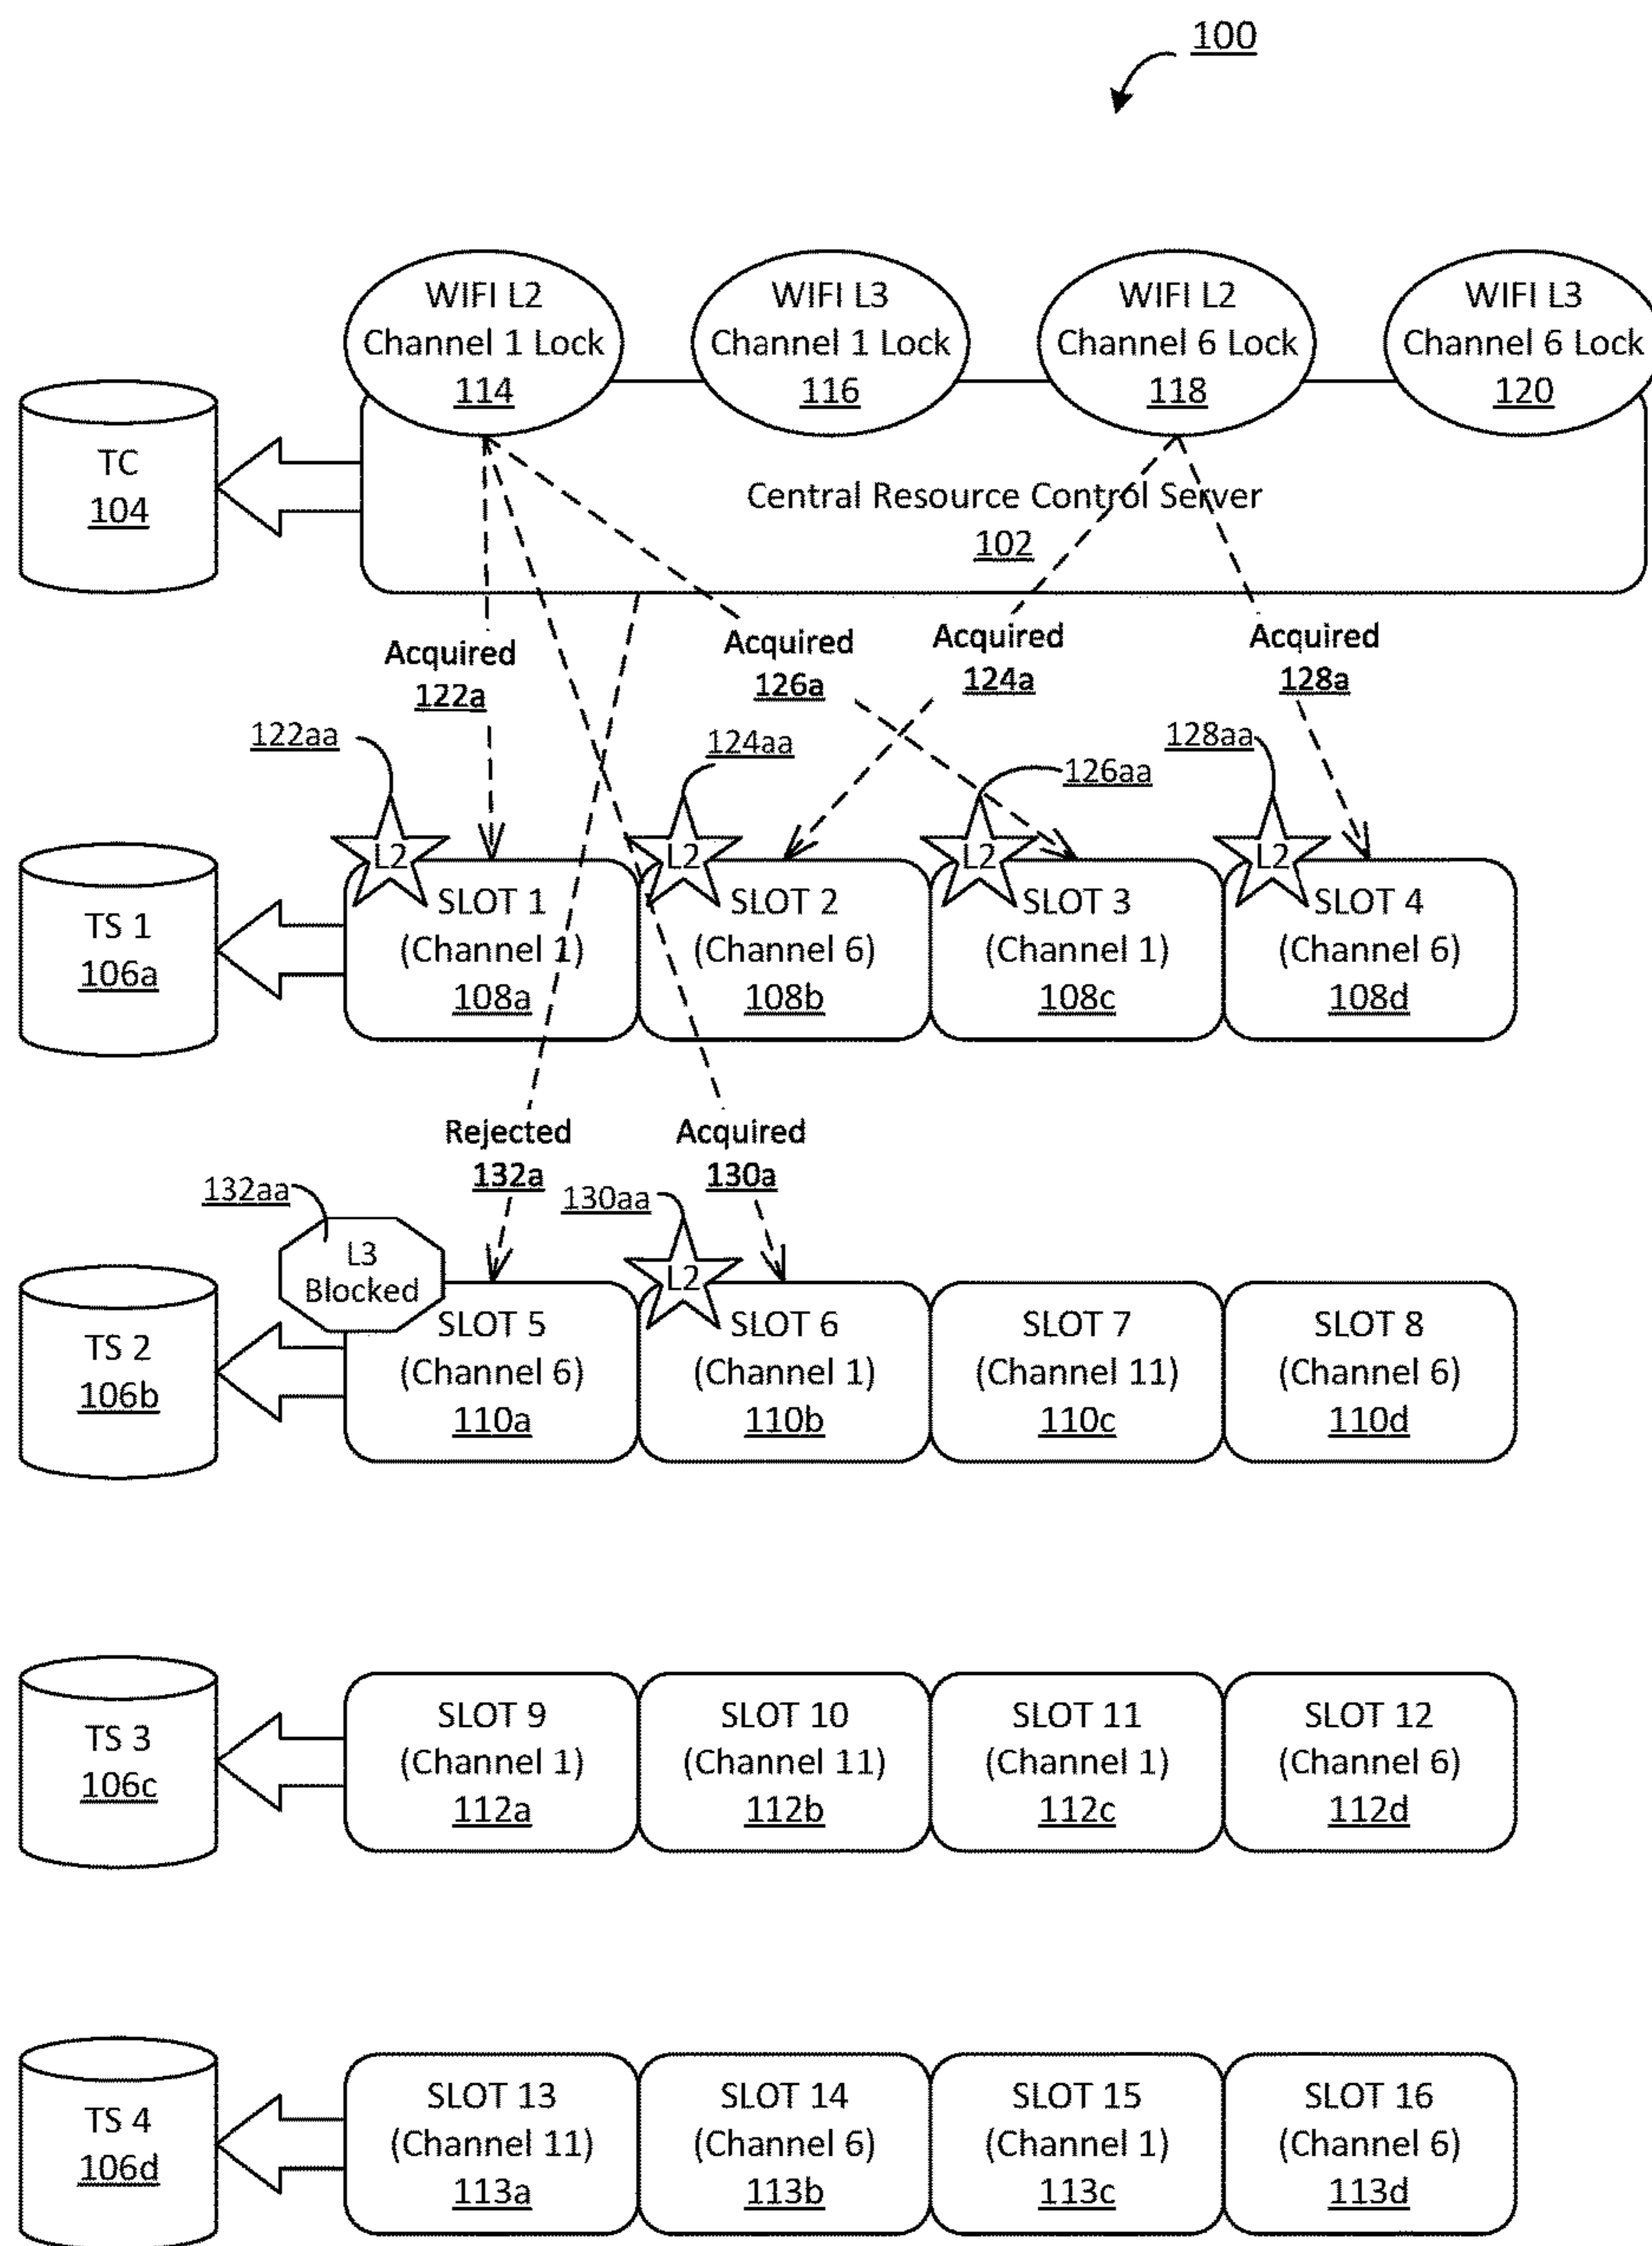 100
WIFI L2
Channel 1 Lock
114
WIFI L3
Channel 1 Lock
116
WIFI L2
Channel 6 Lock
118
WIFI L3
Channel 6 Lock
120
TC
104
Central Resource Control Server
102
Acquired
122a
Acquired
126a
Acquired
124a
Acquired
128a
122aa
124aa
126aa
128aa
TS 1
106a
L2
SLOT 1
(Channel 1)
108a
L2
SLOT 2
(Channel 6)
108b
L2
SLOT 3
(Channel 1)
108c
L2
SLOT 4
(Channel 6)
108d
Rejected
132a
Acquired
130a
132aa
130aa
TS 2
106b
L3
Blocked
SLOT 5
(Channel 6)
110a
L2
SLOT 6
(Channel 1)
110b
SLOT 7
(Channel 11)
110c
SLOT 8
(Channel 6)
110d
TS 3
106c
SLOT 9
(Channel 1)
112a
SLOT 10
(Channel 11)
112b
SLOT 11
(Channel 1)
112c
SLOT 12
(Channel 6)
112d
TS 4
106d
SLOT 13
(Channel 11)
113a
SLOT 14
(Channel 6)
113b
SLOT 15
(Channel 1)
113c
SLOT 16
(Channel 6)
113d